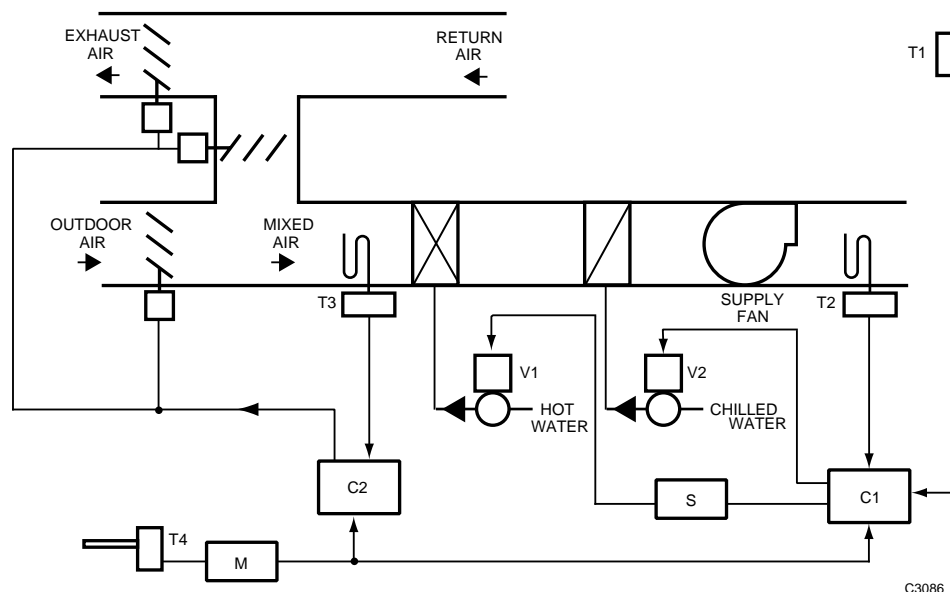 EXHAUST
AIR
RETURN
AIR
T1
OUTDOOR
AIR
MIXED
AIR
T3
SUPPLY
FAN
T2
V1
V2
HOT
WATER
CHILLED
WATER
C2
S
C1
T4
M
C3086